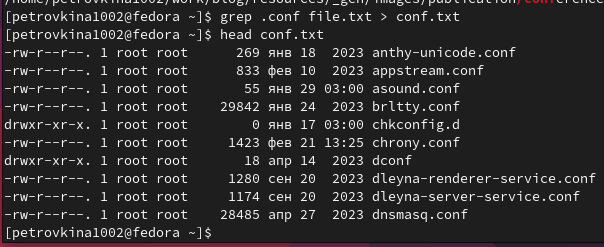 /home/petrovkina1002/work/blog/resources/_gen/images/publication/conference
[petrovkina1002@fedora ~]$ grep .conf file.txt > conf.txt
[petrovkina1002@fedora ~]$ head conf.txt
-rw-r--r--. 1 root root     269 янв 18  2023 anthy-unicode.conf
-rw-r--r--. 1 root root     833 фев 10  2023 appstream.conf
-rw-r--r--. 1 root root      55 янв 29 03:00 asound.conf
-rw-r--r--. 1 root root   29842 янв 24  2023 brltty.conf
drwxr-xr-x. 1 root root       0 янв 17 03:00 chkconfig.d
-rw-r--r--. 1 root root    1423 фев 21 13:25 chrony.conf
drwxr-xr-x. 1 root root      18 апр 14  2023 dconf
-rw-r--r--. 1 root root    1280 сен 20  2023 dleyna-renderer-service.conf
-rw-r--r--. 1 root root    1174 сен 20  2023 dleyna-server-service.conf
-rw-r--r--. 1 root root   28485 апр 27  2023 dnsmasq.conf
[petrovkina1002@fedora ~]$